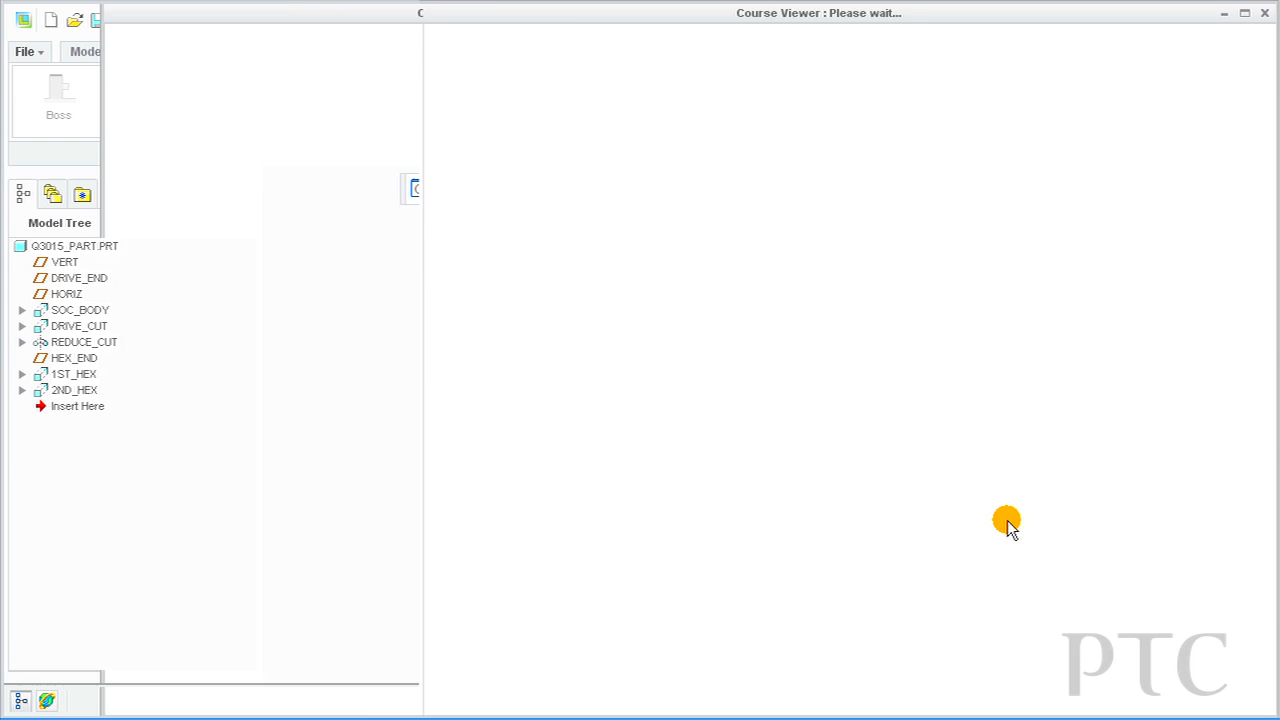 C
Course Viewer : Please wait...
File
Mode
Boss
Model Tree
Q3015_PART.PRT
VERT
DRIVE_END
HORIZ
SOC_BODY
DRIVE_CUT
REDUCE_CUT
HEX_END
1ST_HEX
2ND_HEX
Insert Here
PTC